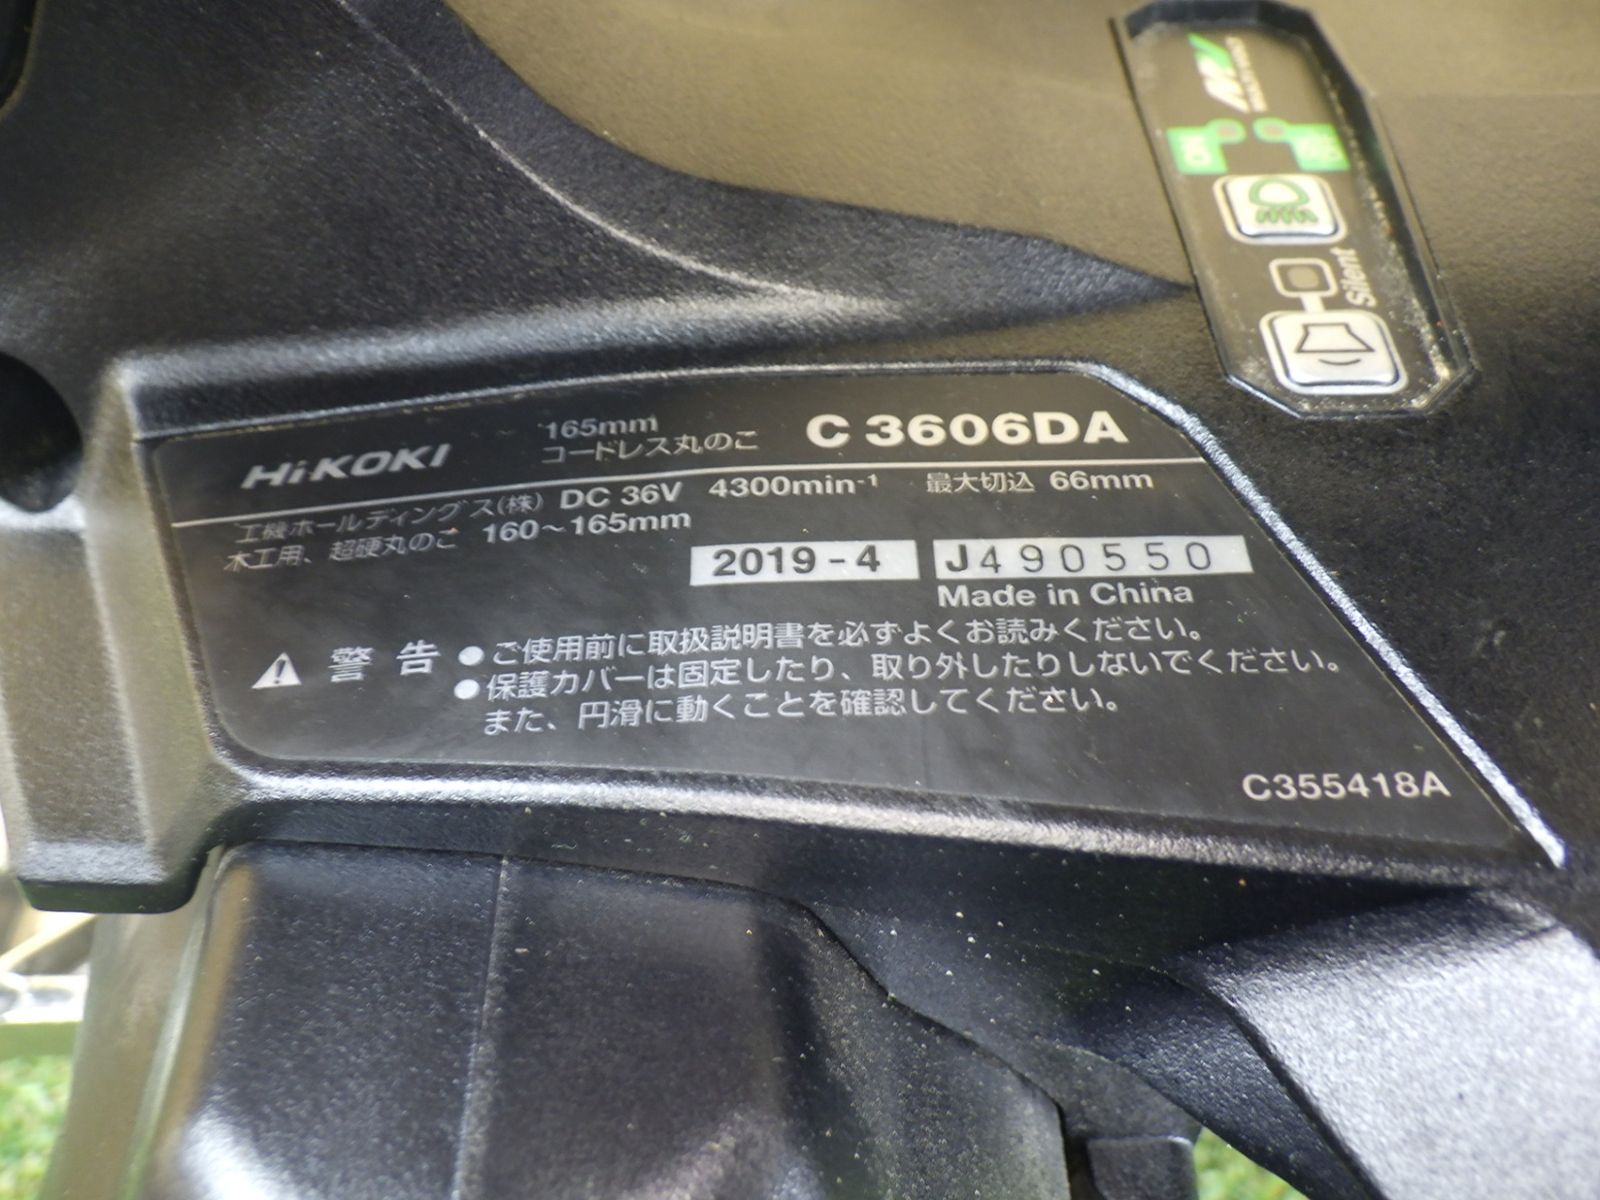 ON
Silent
HiKOKI
165mm
コードレス丸のこ
C 3606DA
工機ホールディングス(株) DC 36V 4300min-1 最大切込 66mm
木工用、超硬丸のこ 160～165mm
2019-4 J490550
Made in China
警告 ●ご使用前に取扱説明書を必ずよくお読みください。
●保護カバーは固定したり、取り外したりしないでください。
また、円滑に動くことを確認してください。
C355418A